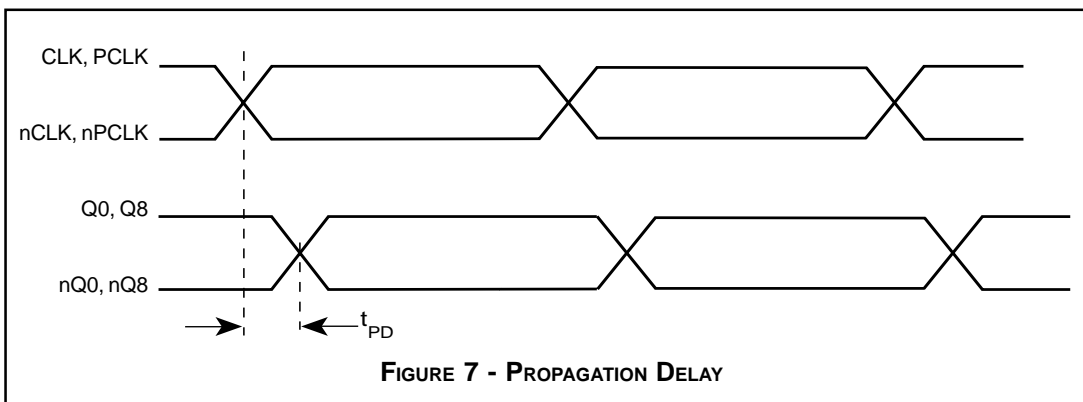 CLK, PCLK
nCLK, nPCLK
Q0, Q8
nQ0, nQ8
tPD
FIGURE 7 - PROPAGATION DELAY